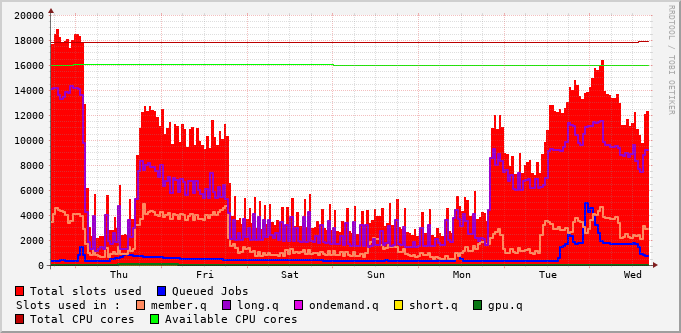 RRDTOOL / TOBI OETIKER
20000
18000
16000
14000
12000
10000
8000
6000
4000
2000
0
Thu Fri Sat Sun Mon Tue Wed
Total slots used Queued Jobs
Slots used in : member.q long.q ondemand.q short.q gpu.q
Total CPU cores Available CPU cores